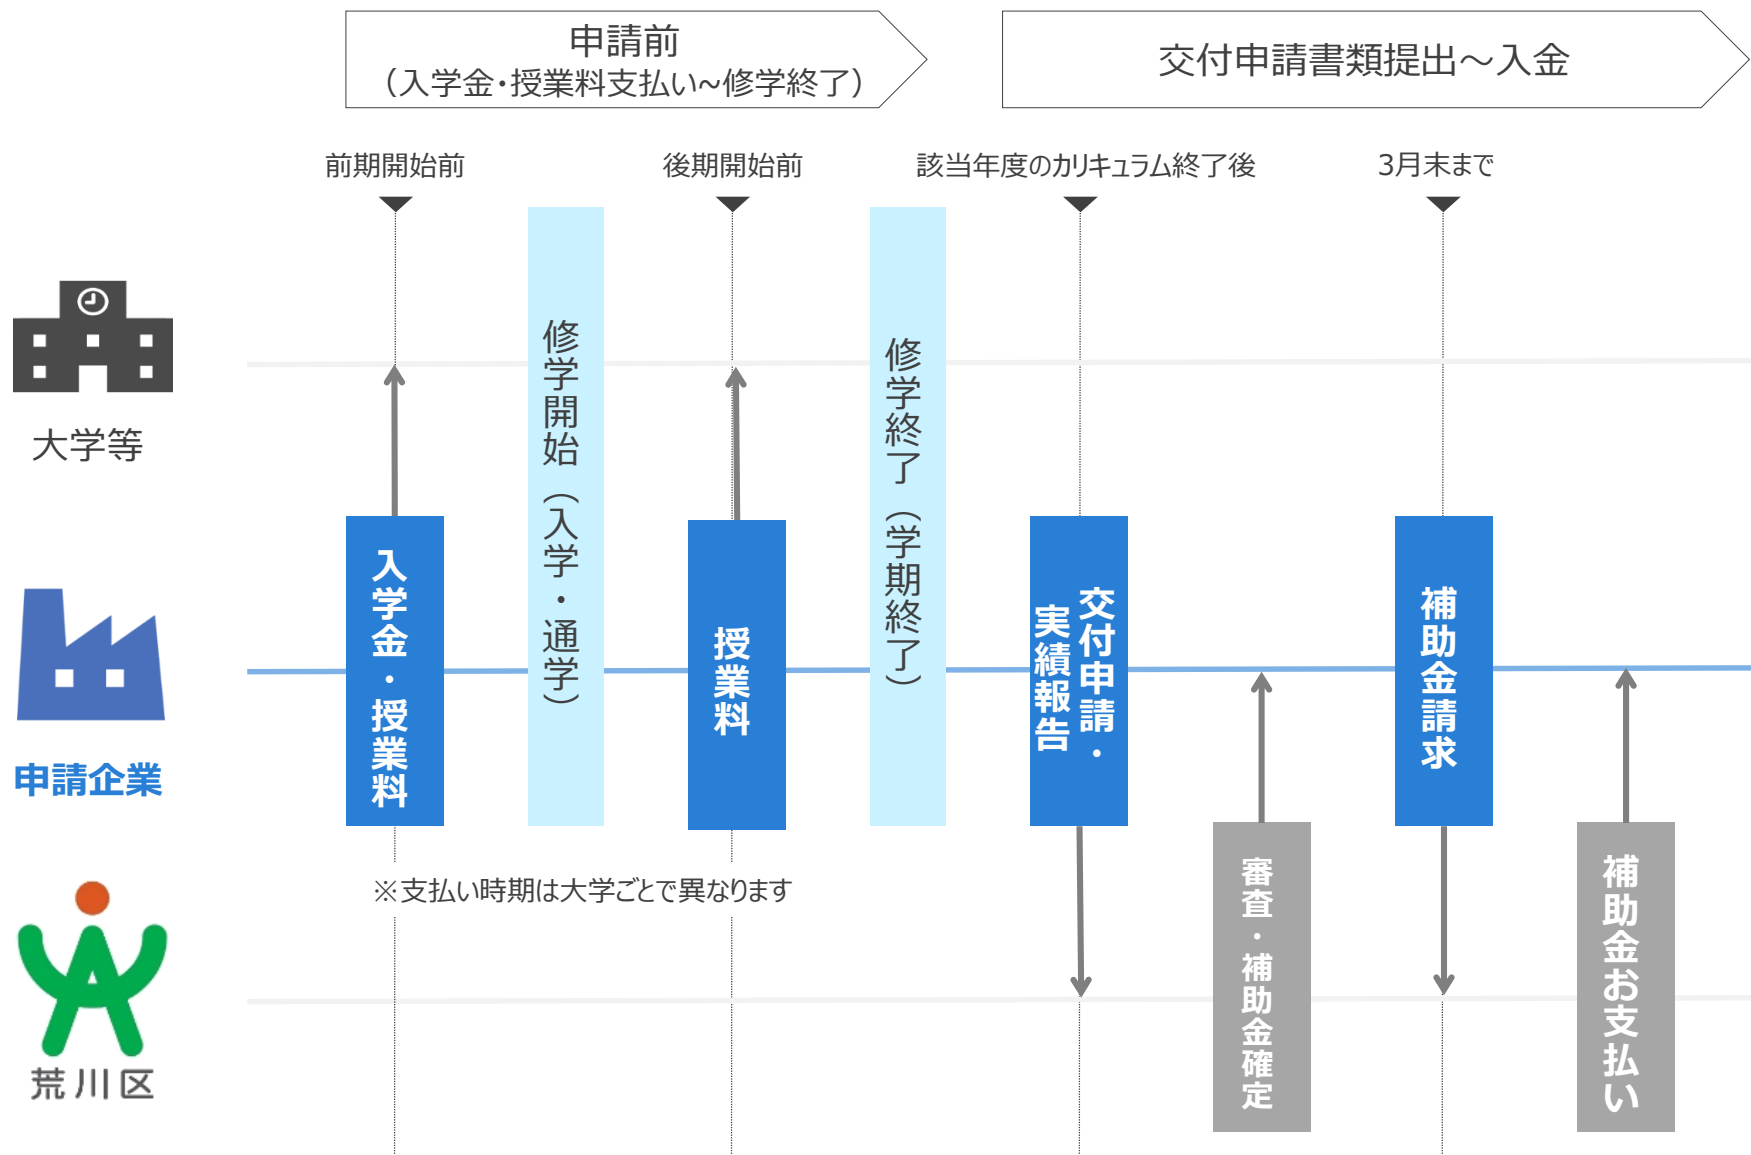 申請前
（入学金・授業料支払い~修学終了）
交付申請書類提出～入金
前期開始前
後期開始前
該当年度のカリキュラム終了後
3月末まで
大学等
申請企業
荒川区
入学金・授業料
修学開始（入学・通学）
授業料
修学終了（学期終了）
交付申請・
実績報告
審査・補助金確定
補助金請求
補助金お支払い
※支払い時期は大学ごとで異なります